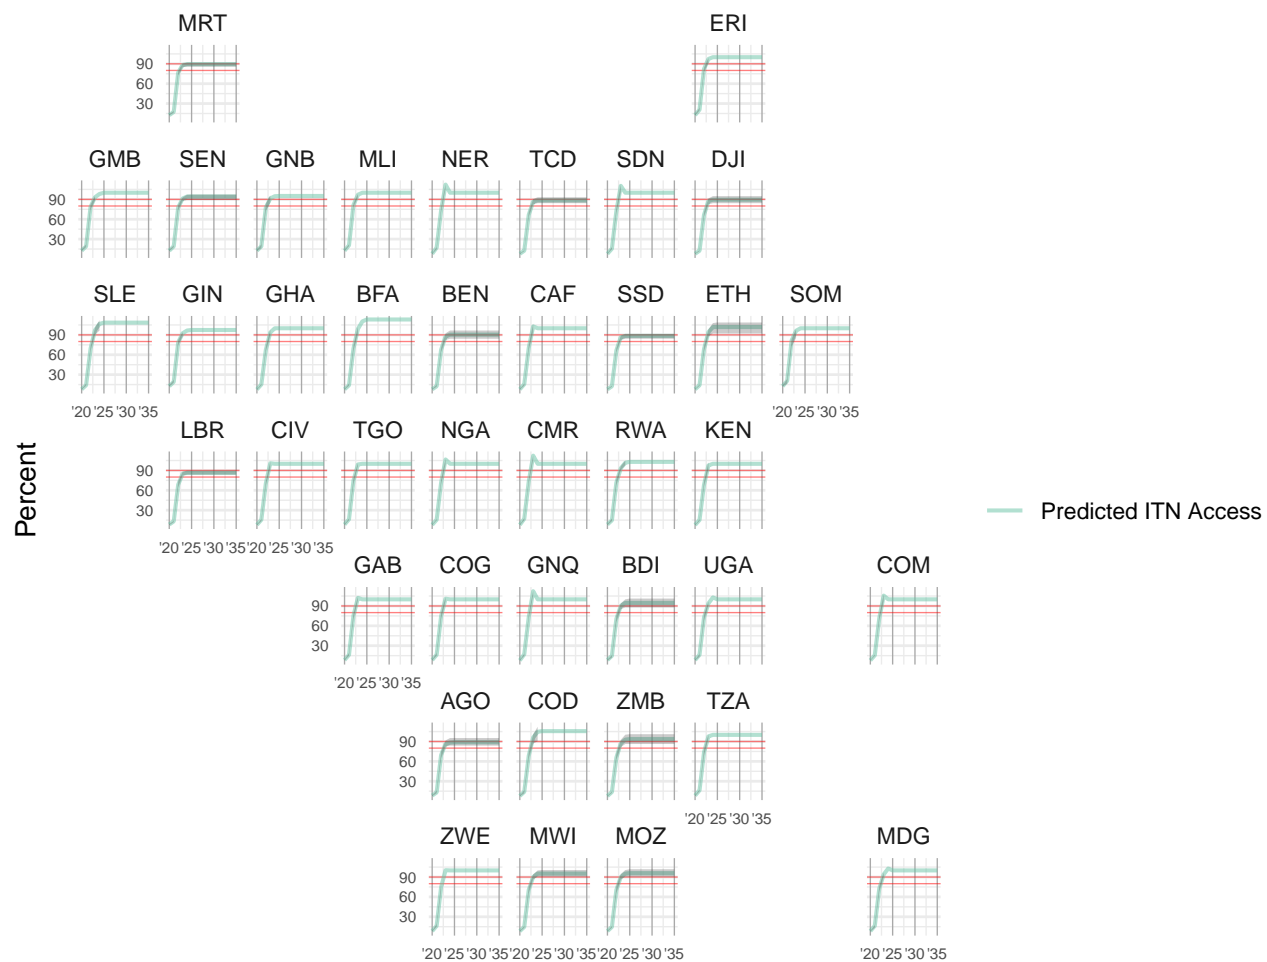 MRT ERI
90
60
30
GMB SEN GNB MLI NER TCD SDN DJI
90
60
30
SLE GIN GHA BFA BEN CAF SSD ETH SOM
90
60
30
'20 '25 '30 '35 '20 '25 '30 '35
LBR CIV TGO NGA CMR RWA KEN
90
60
30
'20 '25 '30 '35 '20 '25 '30 '35
GAB COG GNQ BDI UGA COM
90
60
30
'20 '25 '30 '35
AGO COD ZMB TZA
90
60
30
'20 '25 '30 '35
ZWE MWI MOZ MDG
90
60
30
'20 '25 '30 '35 '20 '25 '30 '35 '20 '25 '30 '35 '20 '25 '30 '35
Percent
Predicted ITN Access